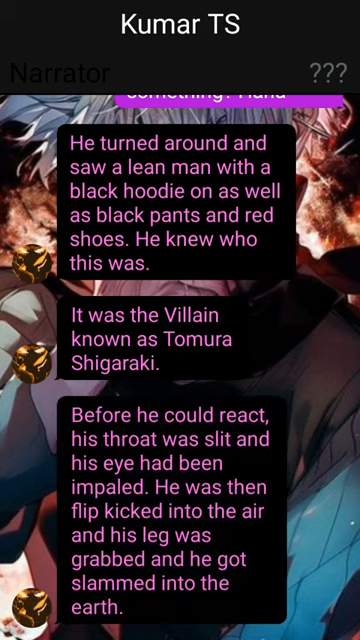 Kumar TS
Narrator
???
something? Hand
He turned around and
saw a lean man with a
black hoodie on as well
as black pants and red
shoes. He knew who
this was.
It was the Villain
known as Tomura
Shigaraki.
Before he could react,
his throat was slit and
his eye had been
impaled. He was then
flip kicked into the air
and his leg was
grabbed and he got
slammed into the
earth.